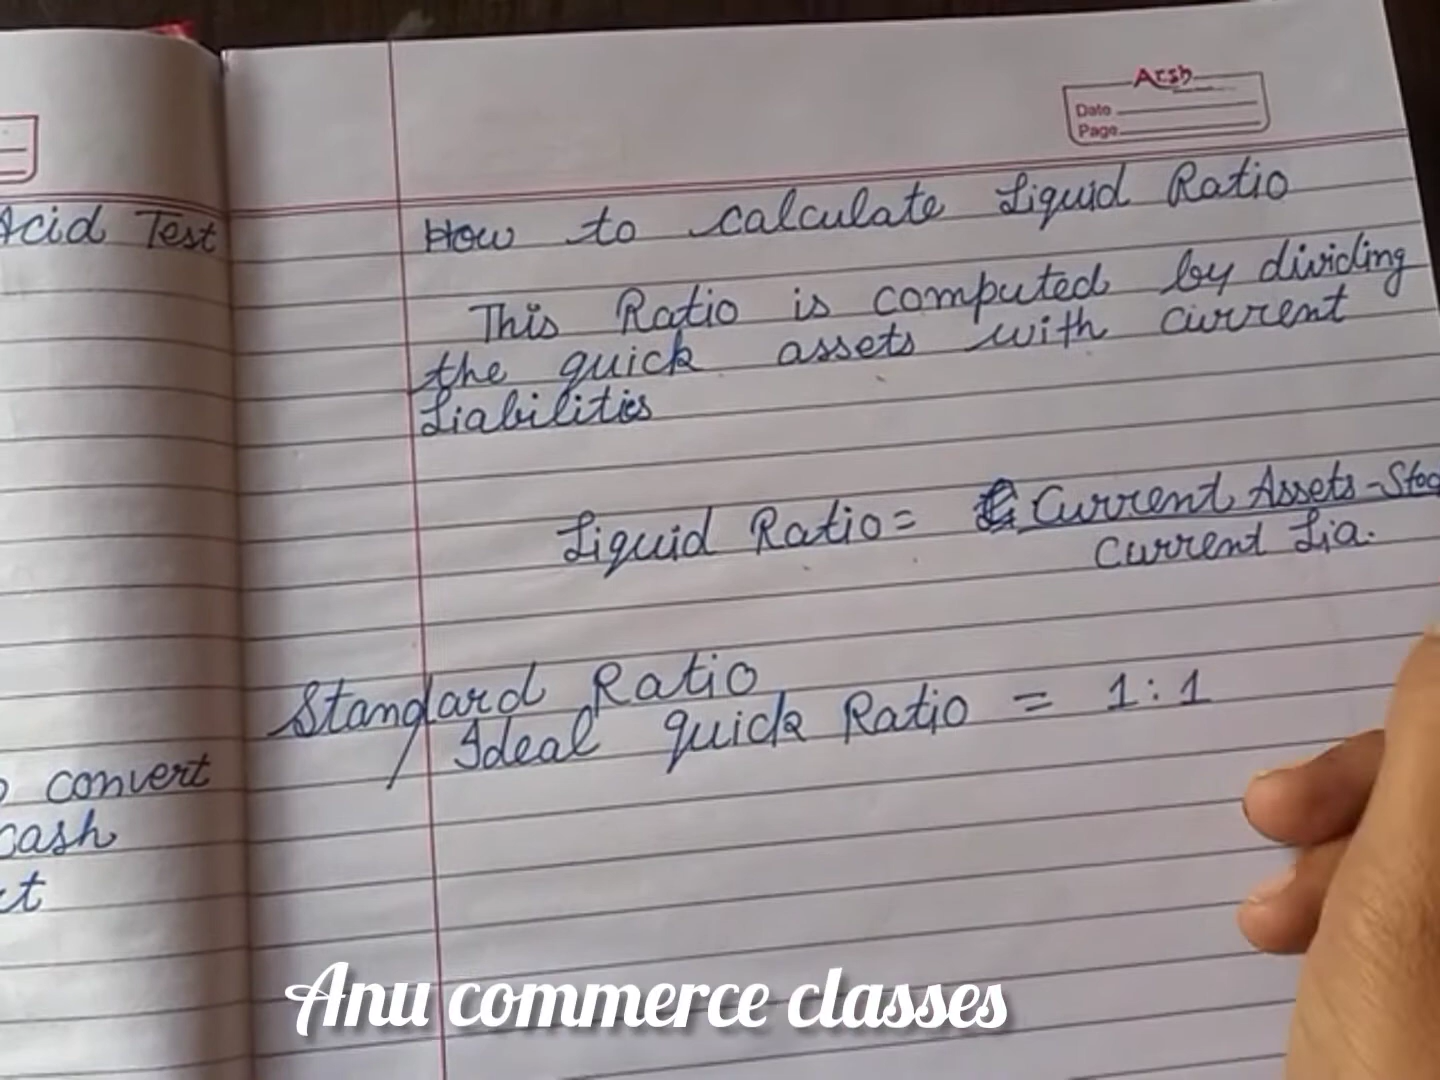 Arsh
Date
Page
Acid Test
How to calculate Liquid Ratio
This Ratio is computed by dividing
the quick assets with current
Liabilities
Liquid Ratio = Current Assets - Stoc
Current Lia.
Standard Ratio
/ Ideal quick Ratio = 1:1
convert
cash
Anu commerce classes